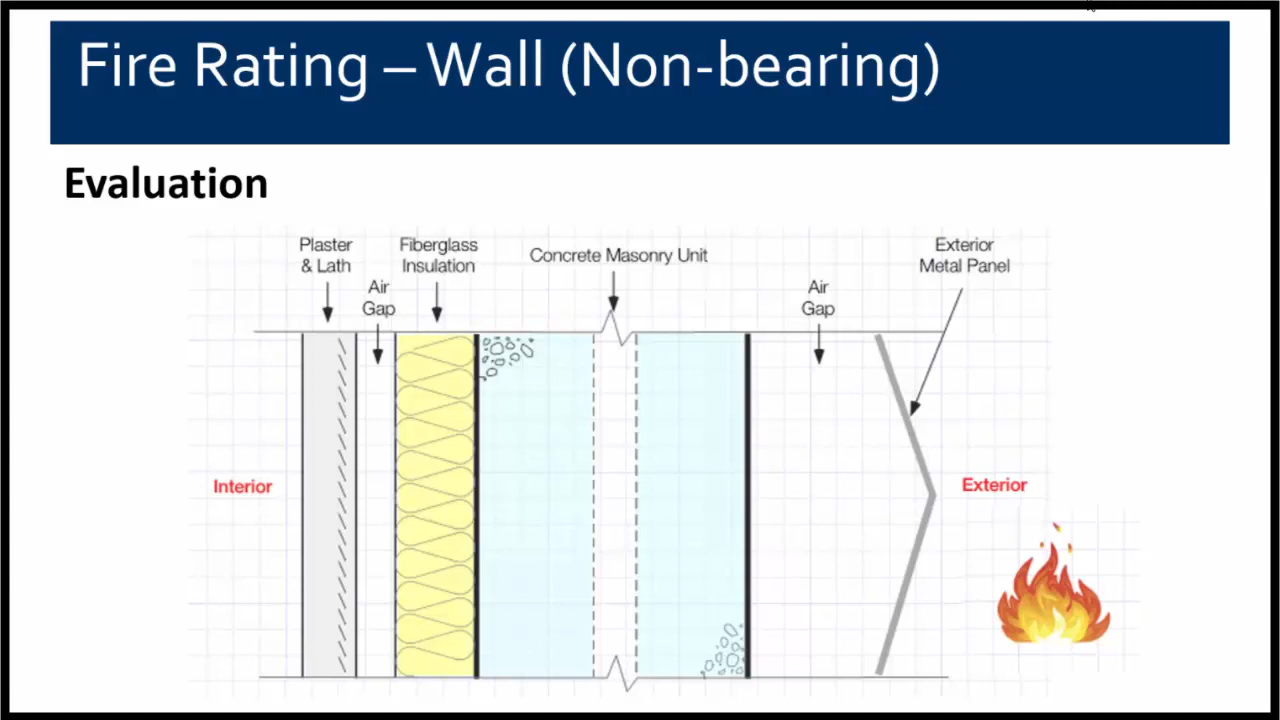 Fire Rating – Wall (Non-bearing)
Evaluation
Plaster
& Lath
Air
Gap
Fiberglass
Insulation
Concrete Masonry Unit
Air
Gap
Exterior
Metal Panel
Interior
Exterior